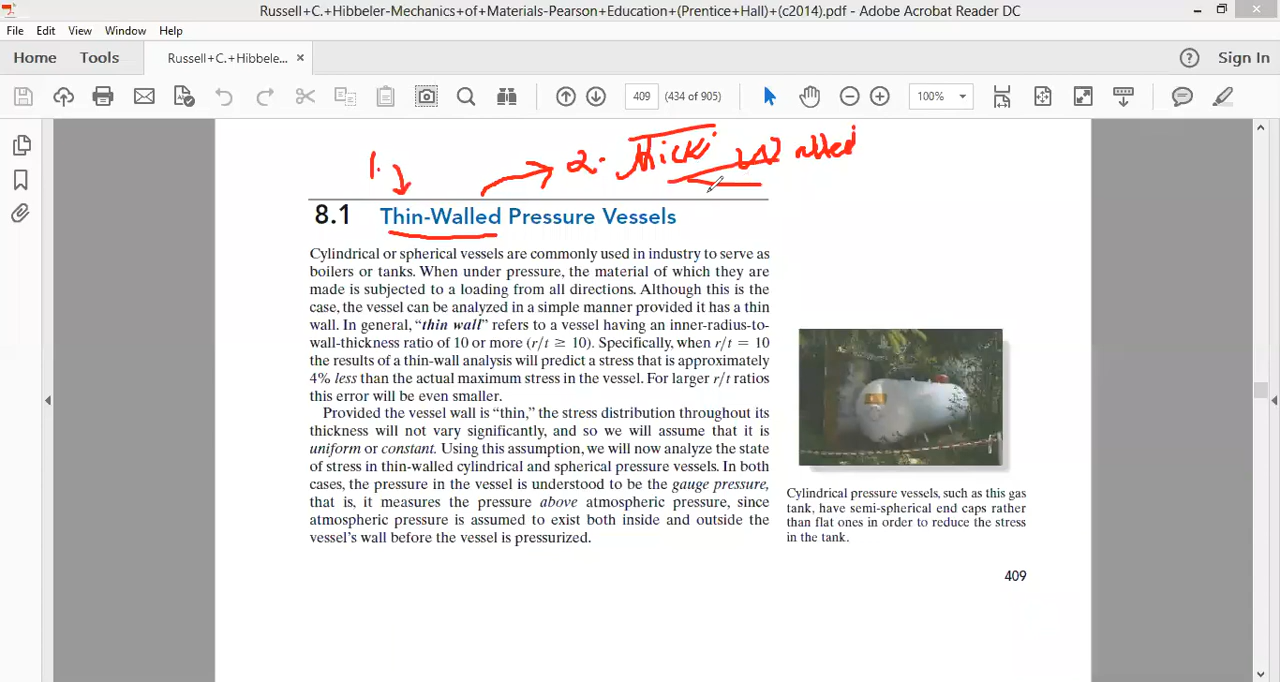 Russell+C.+Hibbeler-Mechanics+of+Materials-Pearson+Education+(Prentice+Hall)+(c2014).pdf - Adobe Acrobat Reader DC
File Edit View Window Help
Home Tools Russell+C.+Hibbele... × ? Sign In
409 (434 of 905) 100%
1. 2. Thick walled
8.1 Thin-Walled Pressure Vessels
Cylindrical or spherical vessels are commonly used in industry to serve as
boilers or tanks. When under pressure, the material of which they are
made is subjected to a loading from all directions. Although this is the
case, the vessel can be analyzed in a simple manner provided it has a thin
wall. In general, “thin wall” refers to a vessel having an inner-radius-to-
wall-thickness ratio of 10 or more (r/t ≥ 10). Specifically, when r/t = 10
the results of a thin-wall analysis will predict a stress that is approximately
4% less than the actual maximum stress in the vessel. For larger r/t ratios
this error will be even smaller.
Provided the vessel wall is “thin,” the stress distribution throughout its
thickness will not vary significantly, and so we will assume that it is
uniform or constant. Using this assumption, we will now analyze the state
of stress in thin-walled cylindrical and spherical pressure vessels. In both
cases, the pressure in the vessel is understood to be the gauge pressure,
that is, it measures the pressure above atmospheric pressure, since
atmospheric pressure is assumed to exist both inside and outside the
vessel’s wall before the vessel is pressurized.
Cylindrical pressure vessels, such as this gas
tank, have semi-spherical end caps rather
than flat ones in order to reduce the stress
in the tank.
409